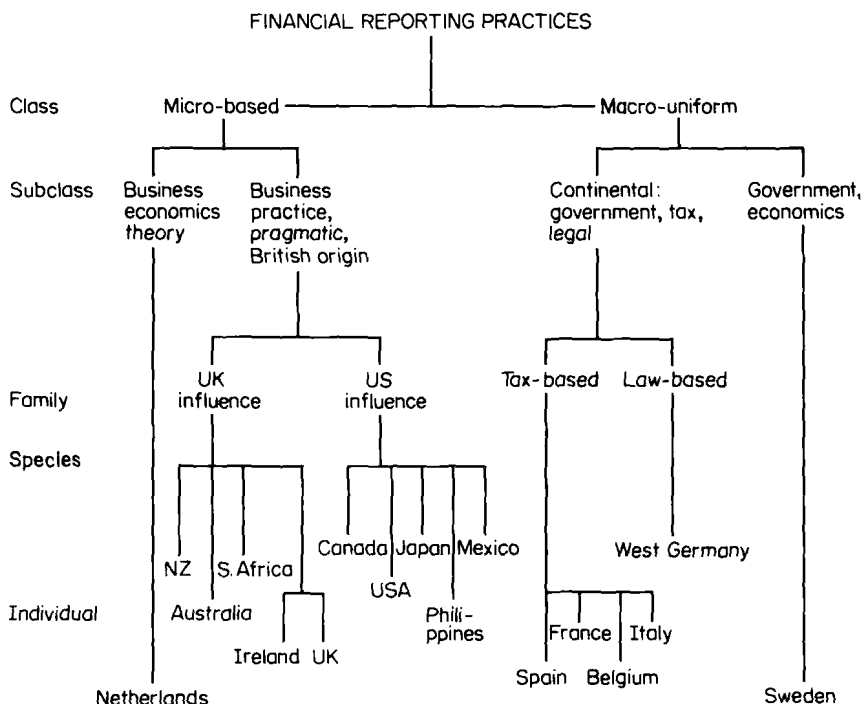 FINANCIAL REPORTING PRACTICES
Class
Micro-based
Macro-uniform
Subclass
Business
economics
theory
Business
practice,
pragmatic,
British origin
Continental:
government, tax,
legal
Government,
economics
Family
UK
influence
US
influence
Tax-based
Law-based
Species
NZ
S. Africa
Canada
Japan
Mexico
USA
West Germany
Individual
Australia
Ireland
UK
Phili-
ppines
France
Italy
Spain
Belgium
Netherlands
Sweden